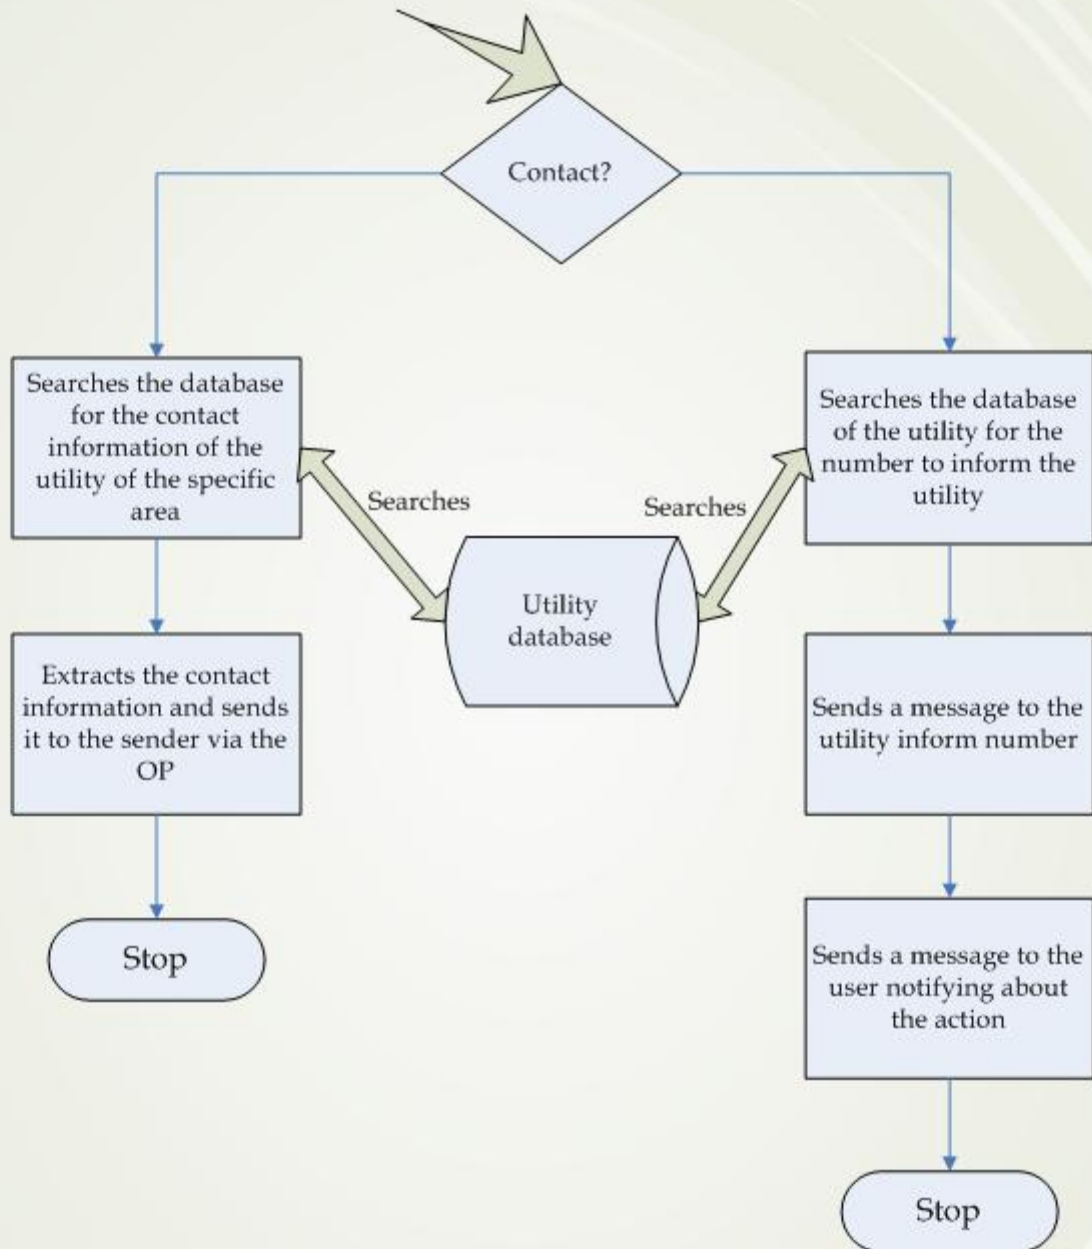 Contact?
Searches the database
for the contact
information of the
utility of the specific
area
Searches the database
of the utility for the
number to inform the
utility
Searches
Searches
Utility
database
Extracts the contact
information and sends
it to the sender via the
OP
Sends a message to the
utility inform number
Stop
Sends a message to the
user notifying about
the action
Stop